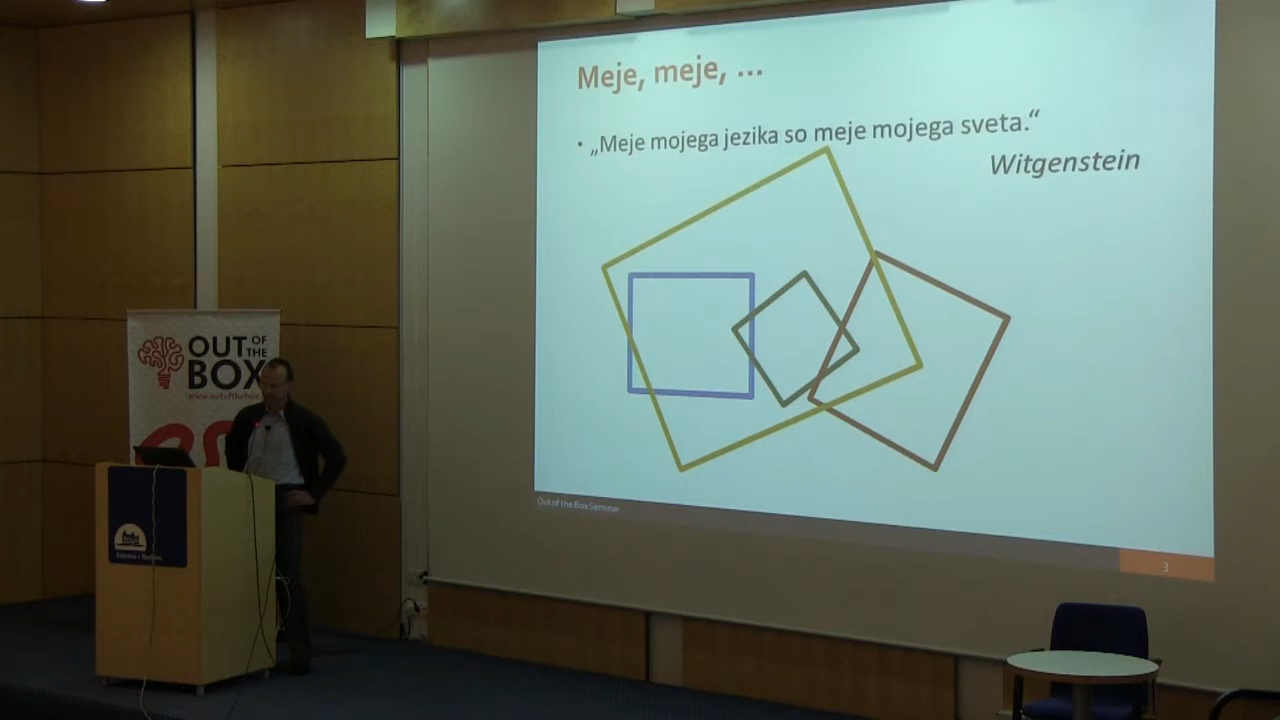 Meje, meje, ...
• „Meje mojega jezika so meje mojega sveta.“
Witgenstein
OUT OF THE BOX
www.outofthebox
Out of the Box Seminar
3